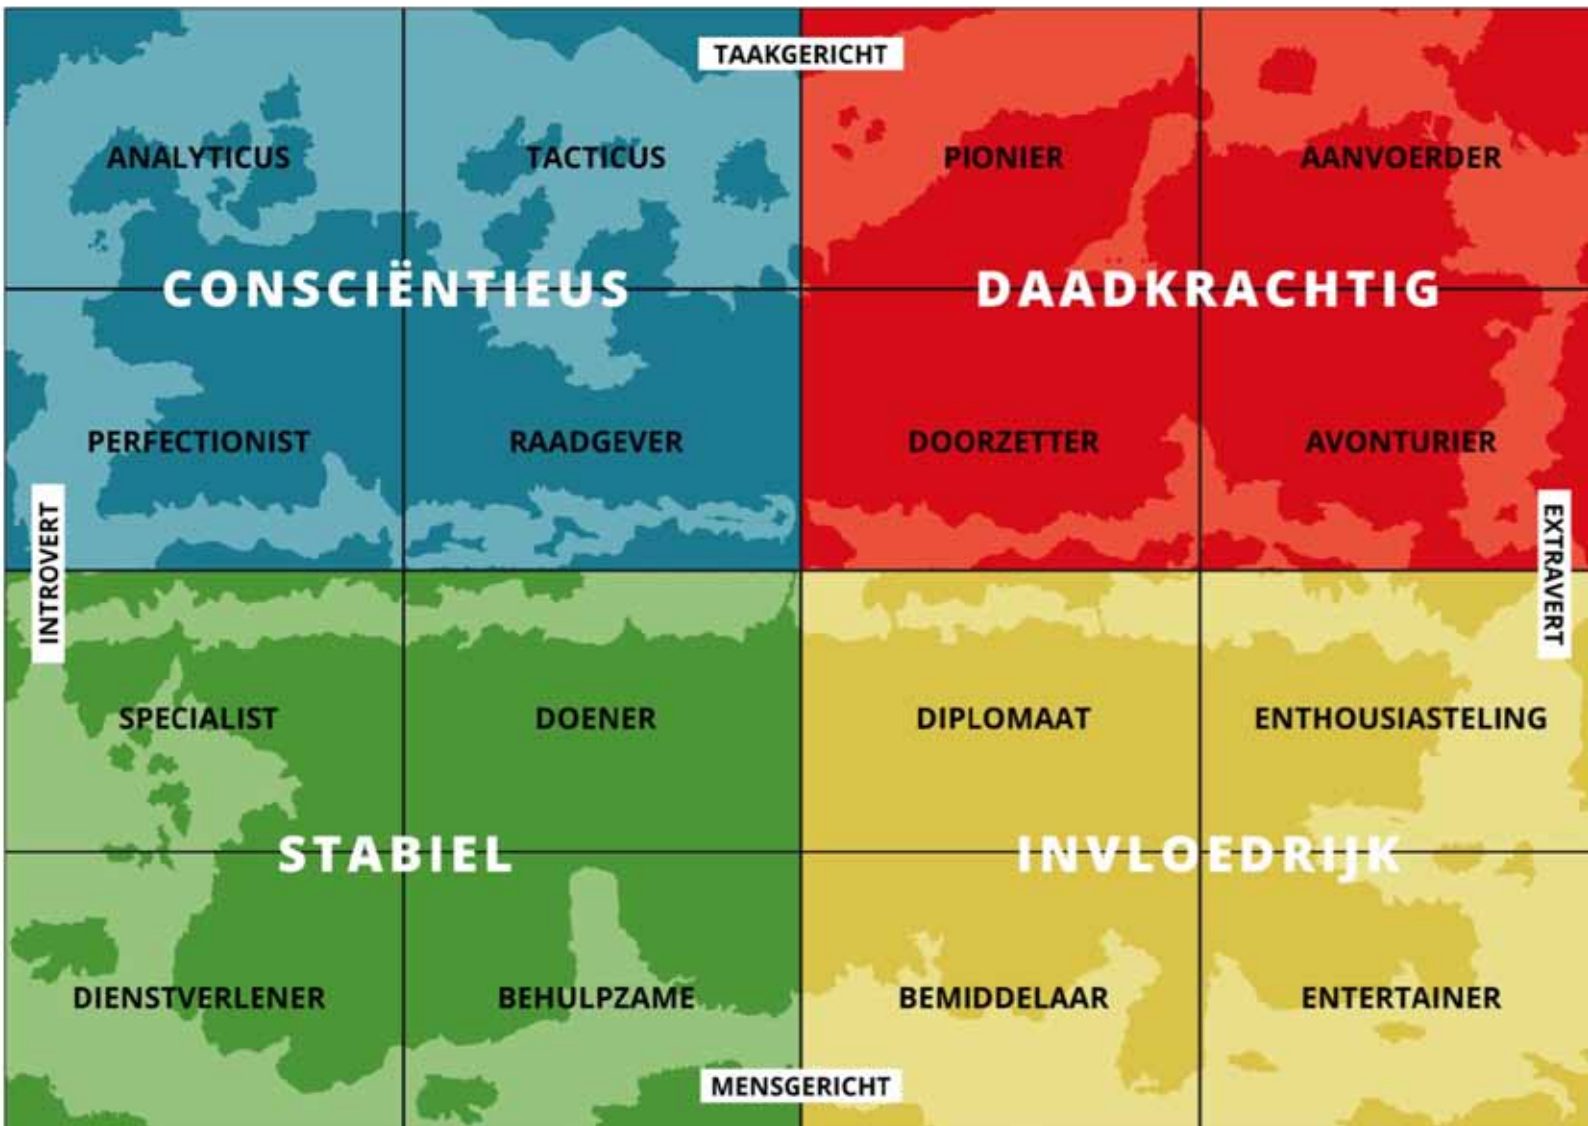 TAAKGERICHT
ANALYTICUS
TACTICUS
PIONIER
AANVOERDER
CONSCIËNTIEUS
DAADKRACHTIG
PERFECTIONIST
RAADGEVER
DOORZETTER
AVONTURIER
INTROVERT
EXTRAVERT
SPECIALIST
DOENER
DIPLOMAAT
ENTHOUSIASTELING
STABIEL
INVLOEDRIJK
DIENSTVERLENER
BEHULPZAME
BEMIDDELAAR
ENTERTAINER
MENSGERICHT